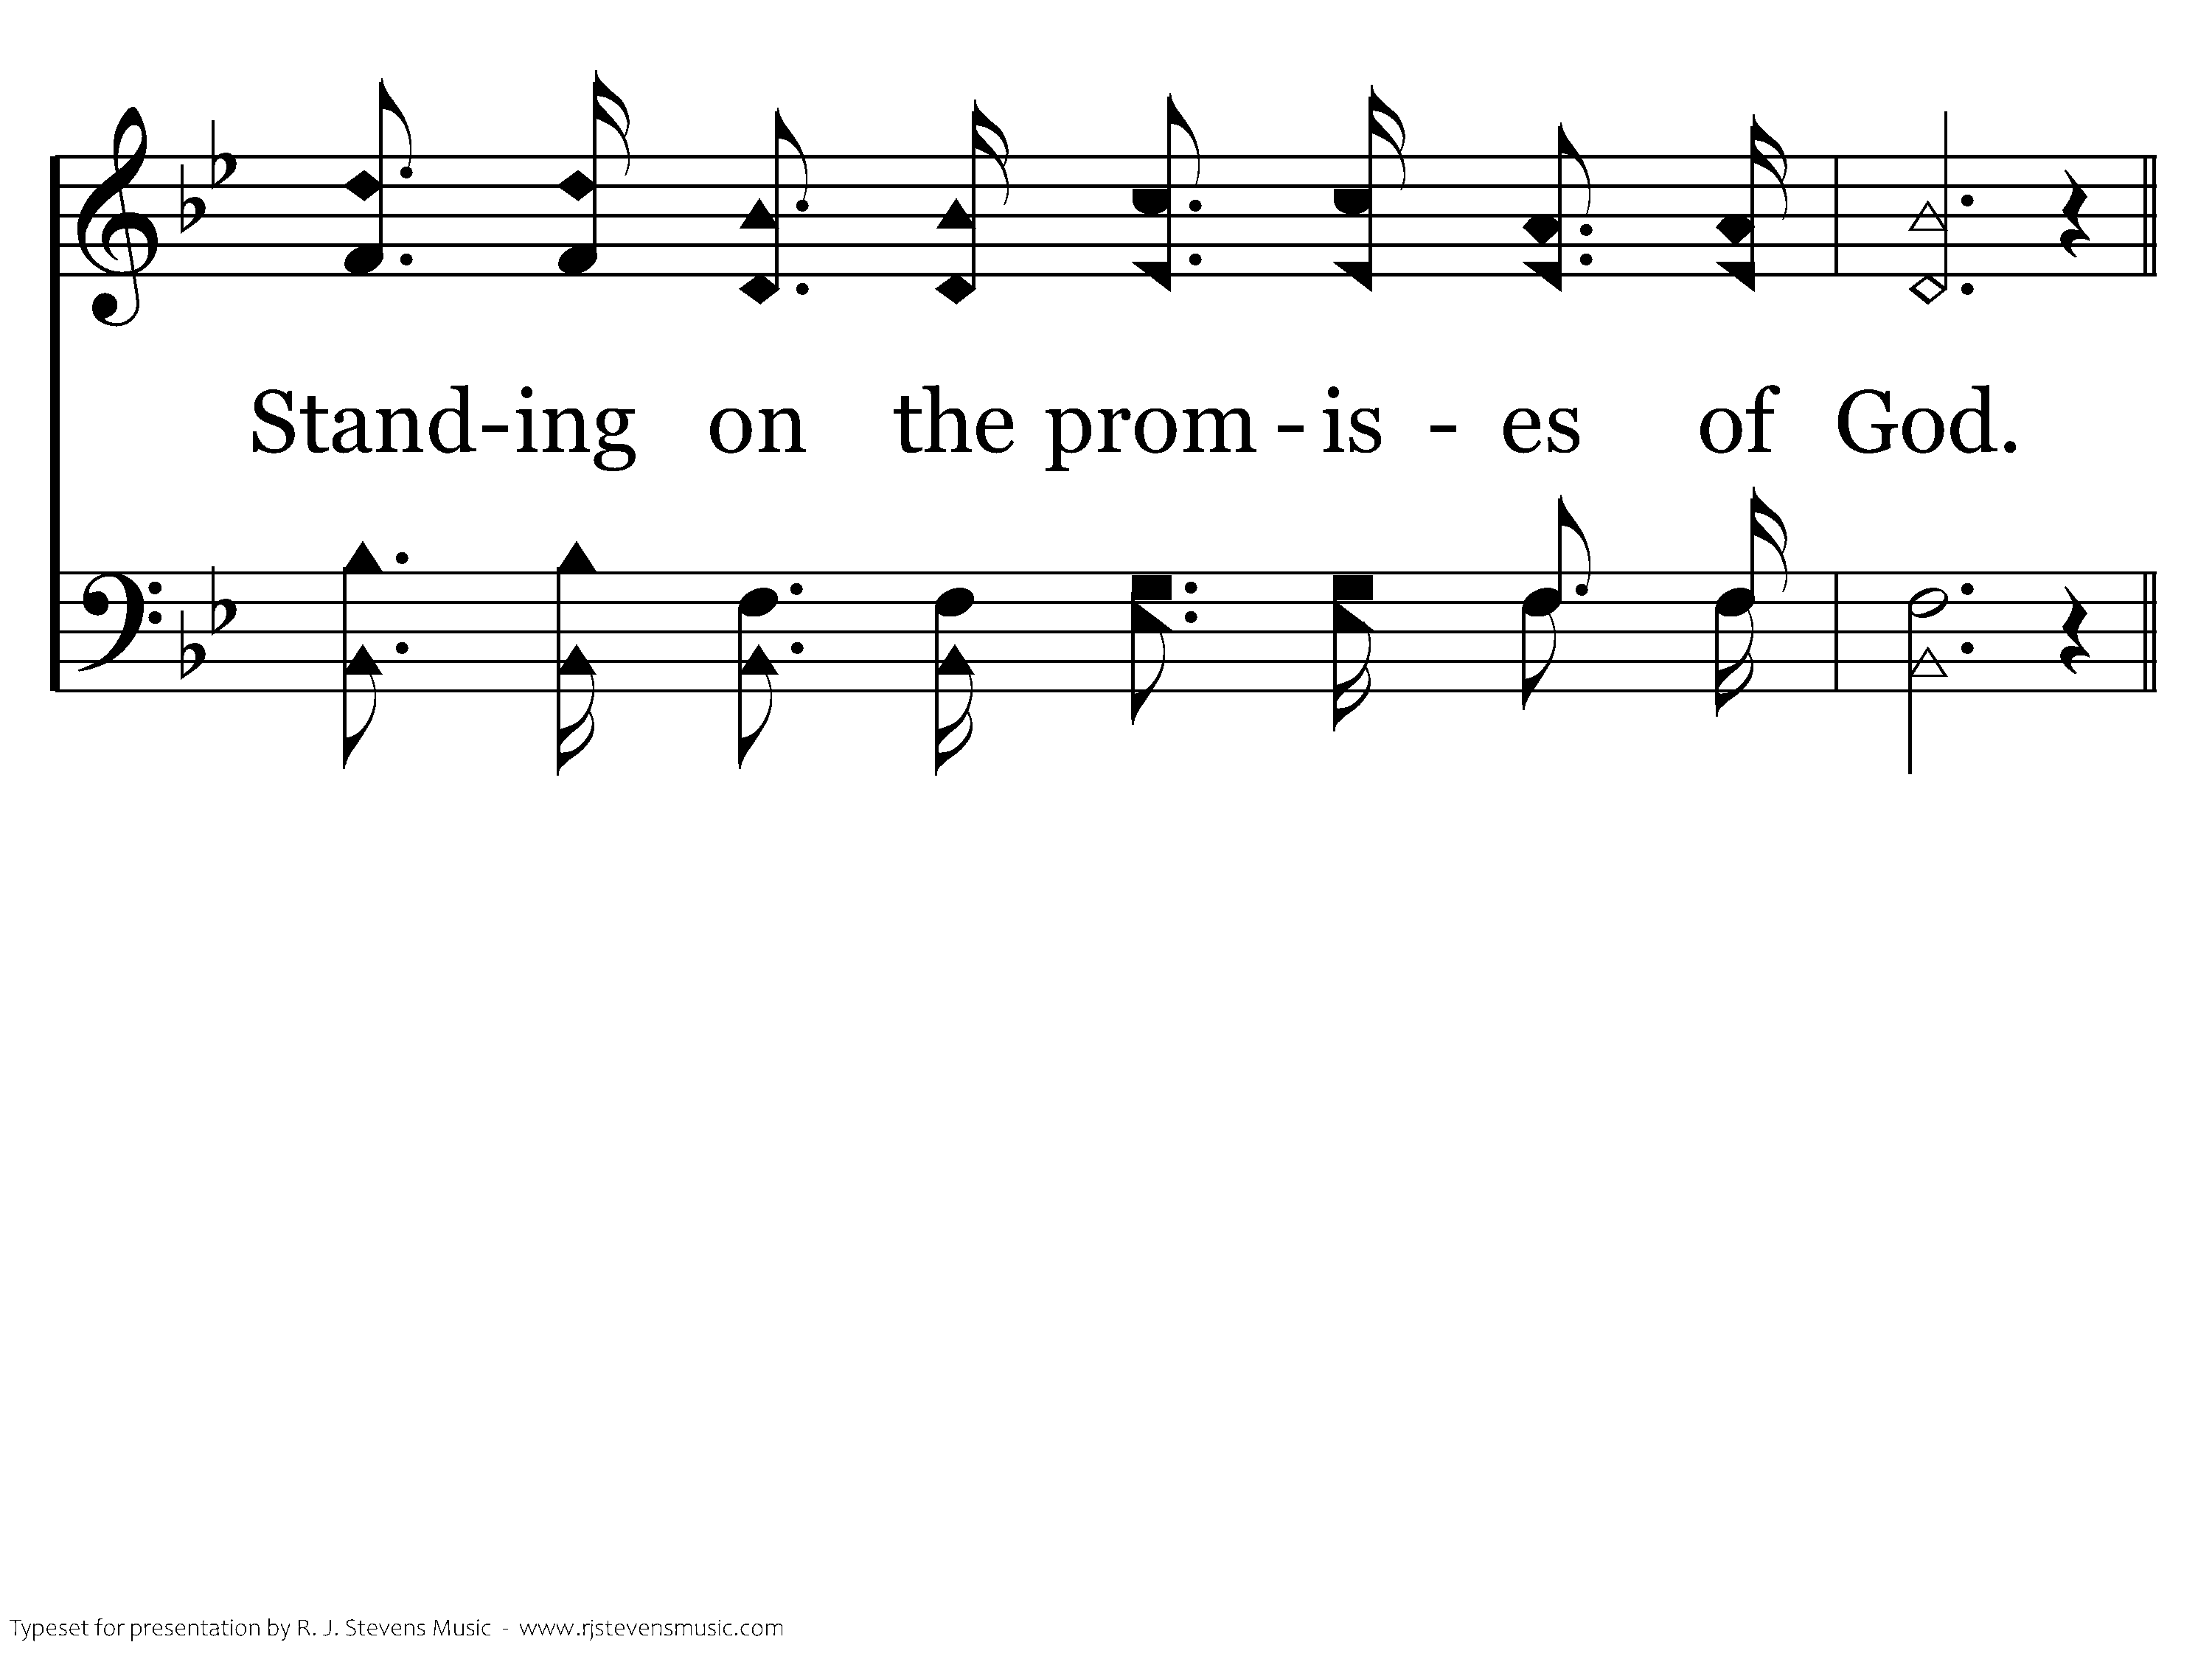 Stand-ing on the prom - is - es of God.
Typeset for presentation by R. J. Stevens Music - www.rjstevensmusic.com